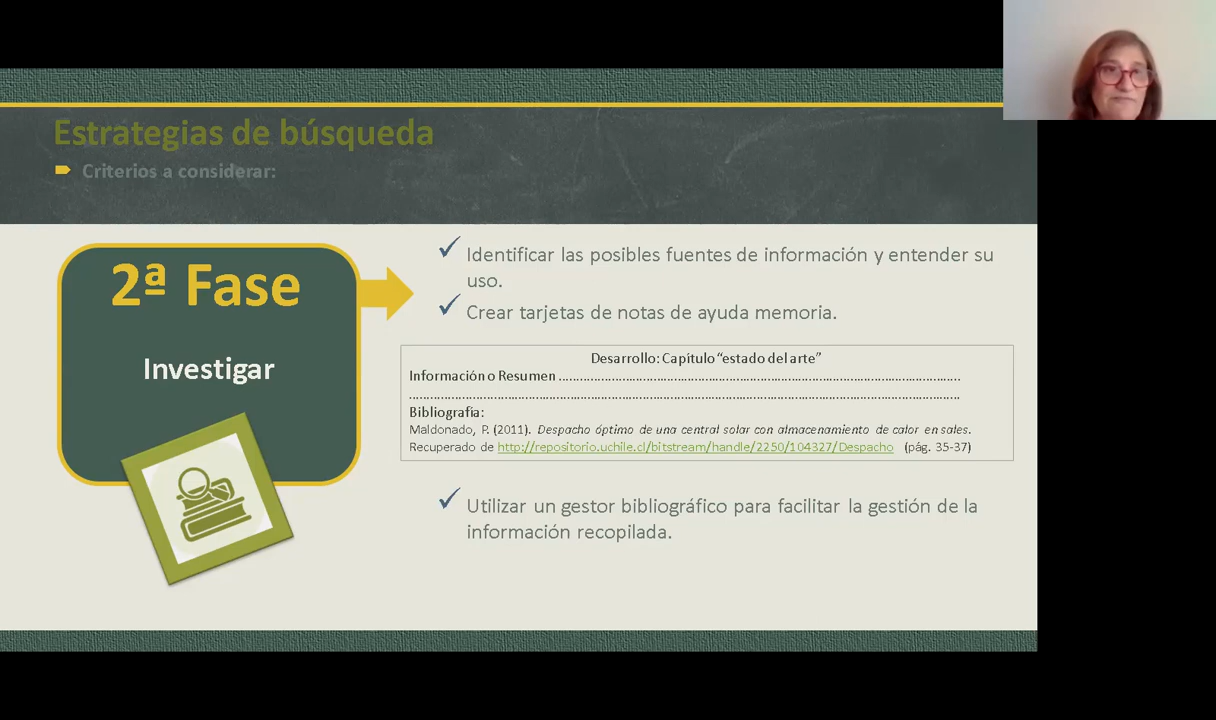 Estrategias de búsqueda
Criterios a considerar:
2ª Fase
Investigar
Identificar las posibles fuentes de información y entender su
uso.
Crear tarjetas de notas de ayuda memoria.
Desarrollo: Capítulo “estado del arte”
Información o Resumen ..............................................................................................................
.......................................................................................................................................................
Bibliografía:
Maldonado, P. (2011). Despacho óptimo de una central solar con almacenamiento de calor en sales.
Recuperado de http://repositorio.uchile.cl/bitstream/handle/2250/104327/Despacho (pág. 35-37)
Utilizar un gestor bibliográfico para facilitar la gestión de la
información recopilada.